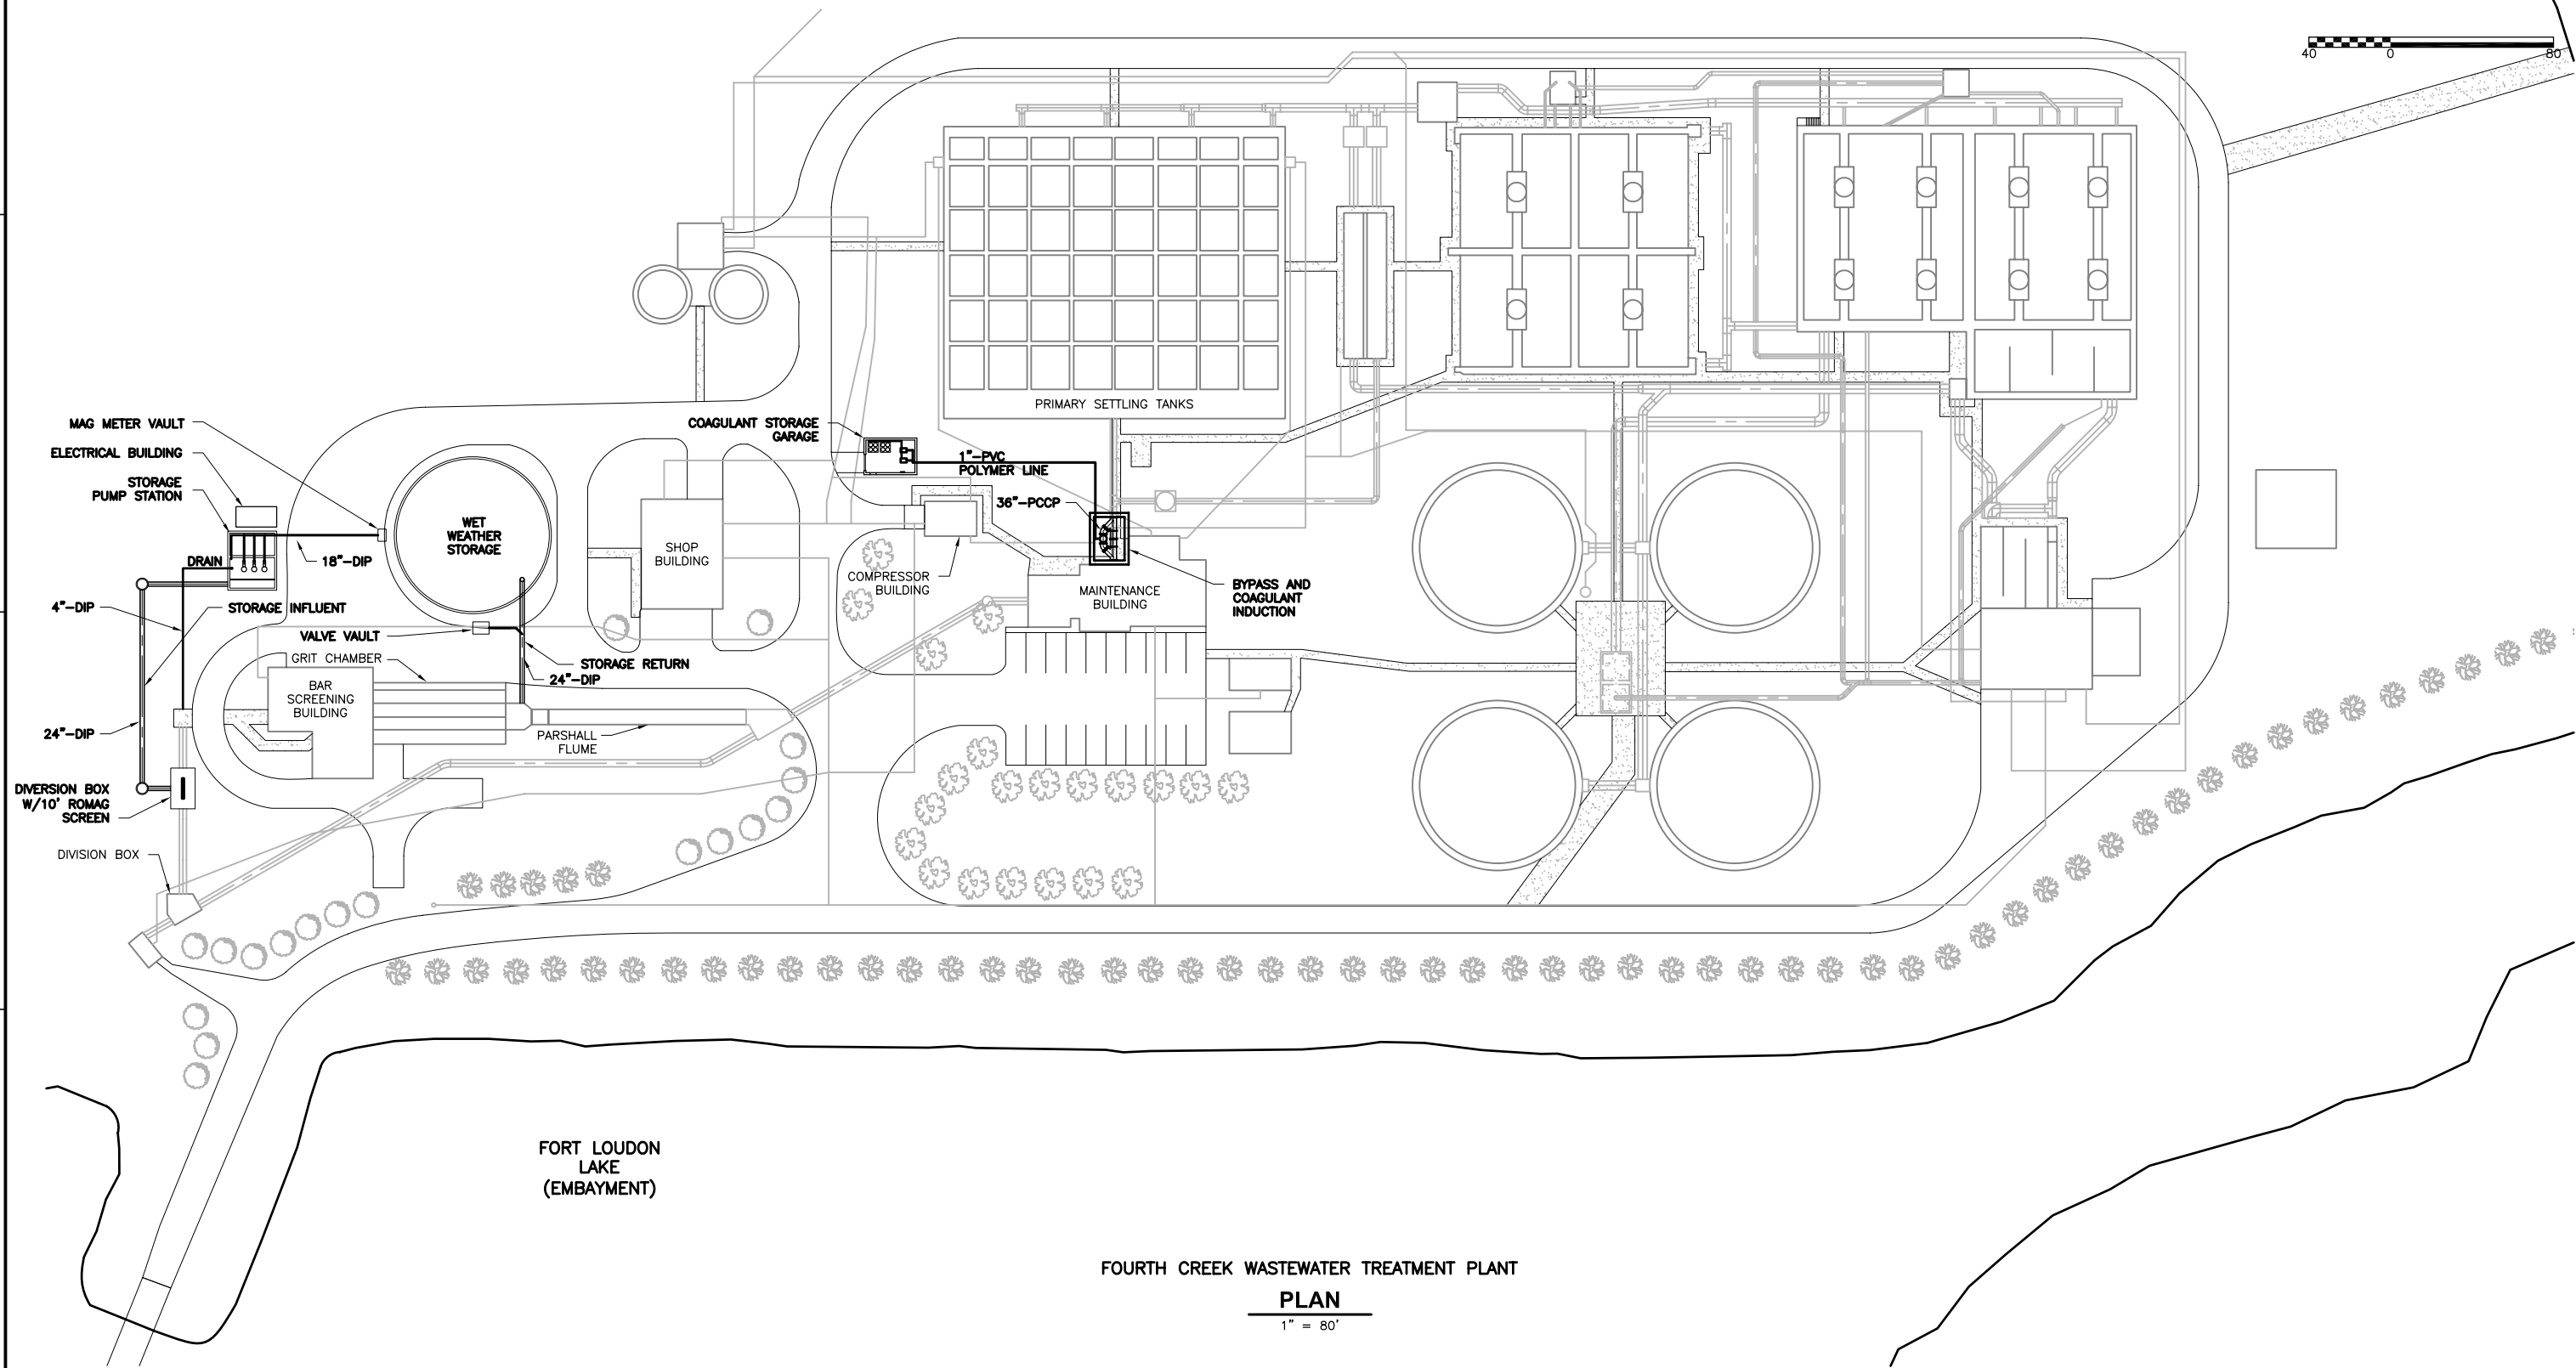 40 0 80
PRIMARY SETTLING TANKS
MAG METER VAULT
ELECTRICAL BUILDING
STORAGE
PUMP STATION
COAGULANT STORAGE
GARAGE
1"-PVC
POLYMER LINE
36"-PCCP
WET
WEATHER
STORAGE
SHOP
BUILDING
DRAIN
18"-DIP
COMPRESSOR
BUILDING
MAINTENANCE
BUILDING
BYPASS AND
COAGULANT
INDUCTION
4"-DIP
STORAGE INFLUENT
VALVE VAULT
GRIT CHAMBER
STORAGE RETURN
24"-DIP
BAR
SCREENING
BUILDING
24"-DIP
PARSHALL
FLUME
DIVERSION BOX
W/10' ROMAG
SCREEN
DIVISION BOX
FORT LOUDON
LAKE
(EMBAYMENT)
FOURTH CREEK WASTEWATER TREATMENT PLANT
PLAN
1" = 80'